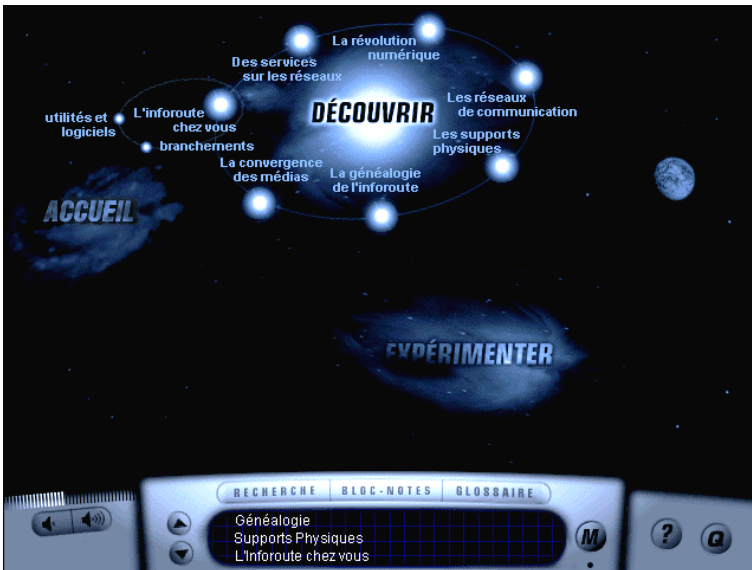 La révolution
numérique
Des services
sur les réseaux
DÉCOUVRIR
Les réseaux
de communication
utilités et
logiciels
L'inforoute
chez vous
branchements
Les supports
physiques
La convergence
des médias
La généalogie
de l'inforoute
ACCUEIL
EXPÉRIMENTER
RECHERCHE
BLOC-NOTES
GLOSSAIRE
Généalogie
Supports Physiques
L'Inforoute chez vous
M
?
Q